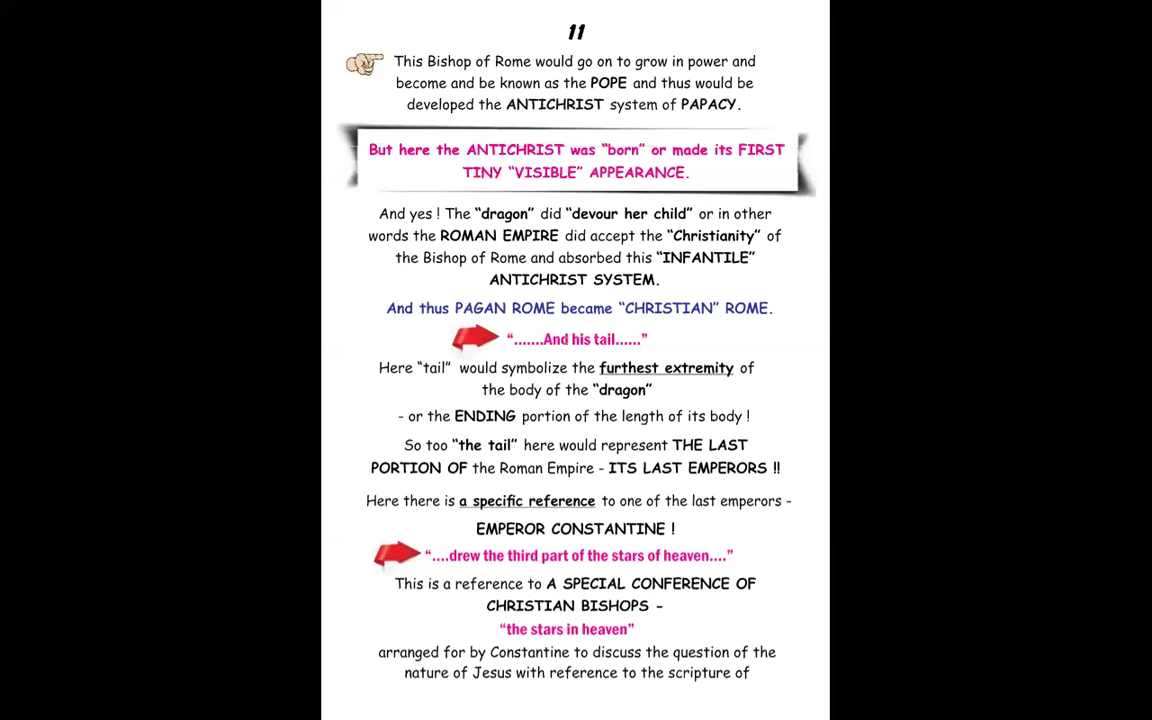 11
This Bishop of Rome would go on to grow in power and
become and be known as the POPE and thus would be
developed the ANTICHRIST system of PAPACY.
But here the ANTICHRIST was “born” or made its FIRST
TINY “VISIBLE” APPEARANCE.
And yes ! The “dragon” did “devour her child” or in other
words the ROMAN EMPIRE did accept the “Christianity” of
the Bishop of Rome and absorbed this “INFANTILE”
ANTICHRIST SYSTEM.
And thus PAGAN ROME became “CHRISTIAN” ROME.
“.......And his tail......”
Here “tail” would symbolize the furthest extremity of
the body of the “dragon”
- or the ENDING portion of the length of its body !
So too “the tail” here would represent THE LAST
PORTION OF the Roman Empire - ITS LAST EMPERORS !!
Here there is a specific reference to one of the last emperors -
EMPEROR CONSTANTINE !
“....drew the third part of the stars of heaven....”
This is a reference to A SPECIAL CONFERENCE OF
CHRISTIAN BISHOPS -
“the stars in heaven”
arranged for by Constantine to discuss the question of the
nature of Jesus with reference to the scripture of